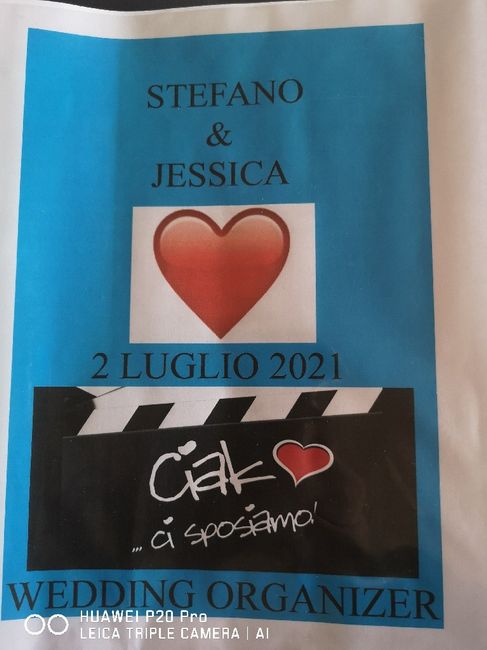 STEFANO
&
JESSICA
2 LUGLIO 2021
Ciak
... ci sposiamo!
WEDDING ORGANIZER
HUAWEI P20 Pro
LEICA TRIPLE CAMERA | AI